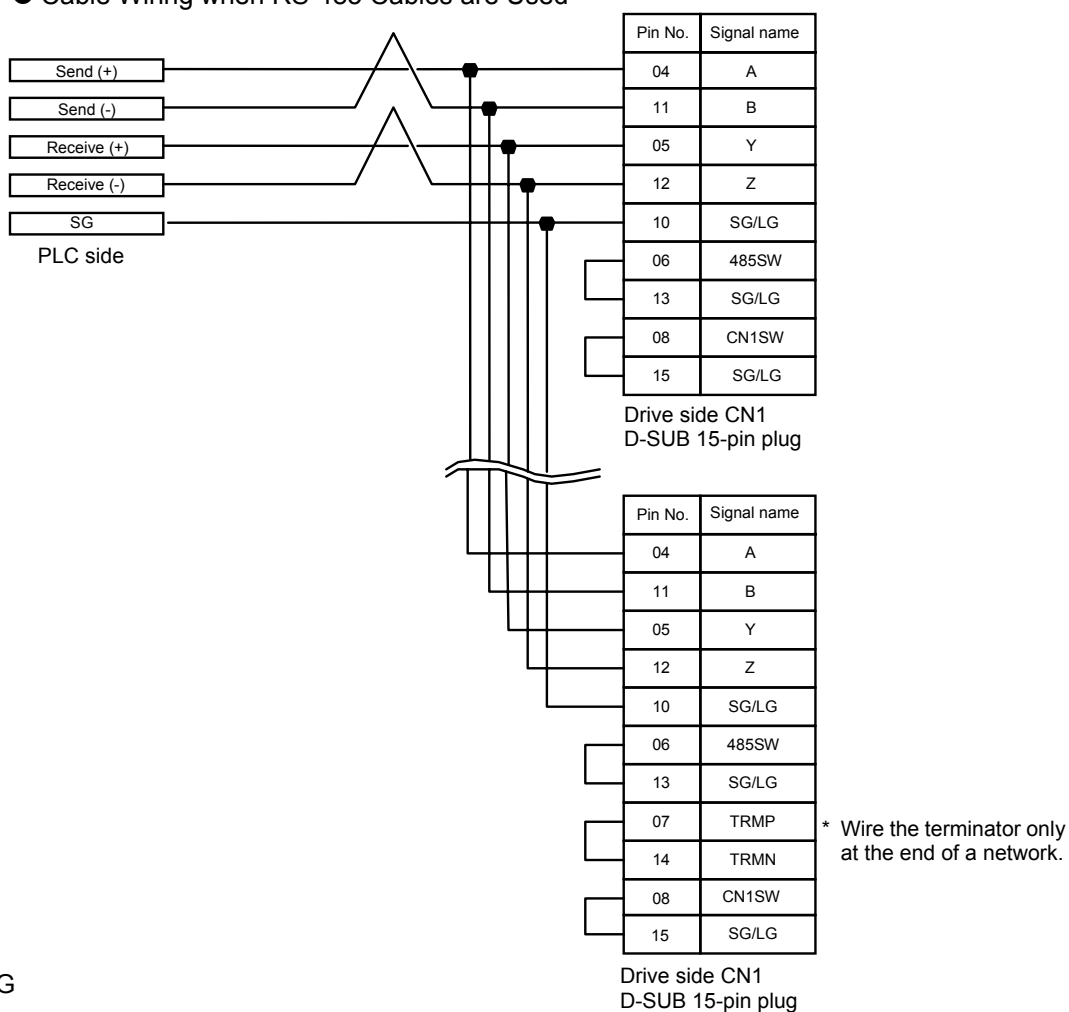 Pin No. Signal name
Send (+)
04 A
Send (-)
11 B
Receive (+)
05 Y
Receive (-)
12 Z
SG
10 SG/LG
PLC side
06 485SW
13 SG/LG
08 CN1SW
15 SG/LG
Drive side CN1
D-SUB 15-pin plug
Pin No. Signal name
04 A
11 B
05 Y
12 Z
10 SG/LG
06 485SW
13 SG/LG
07 TRMP
* Wire the terminator only
at the end of a network.
14 TRMN
08 CN1SW
15 SG/LG
Drive side CN1
D-SUB 15-pin plug
G